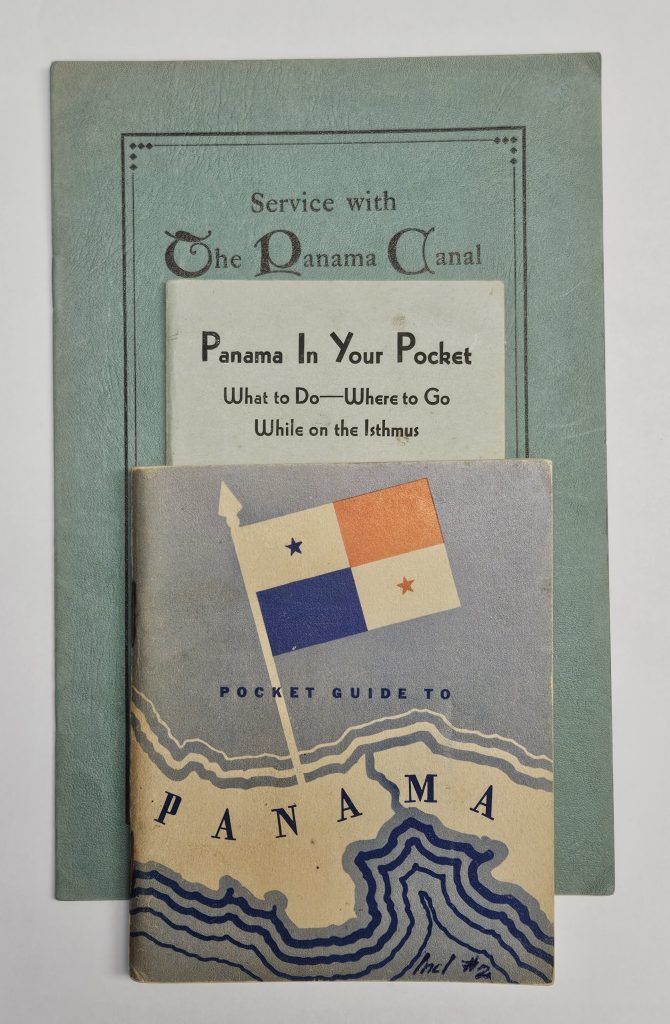 Service with
The Panama Canal
Panama In Your Pocket
What to Do—Where to Go
While on the Isthmus
POCKET GUIDE TO
PANAMA
Incl #2